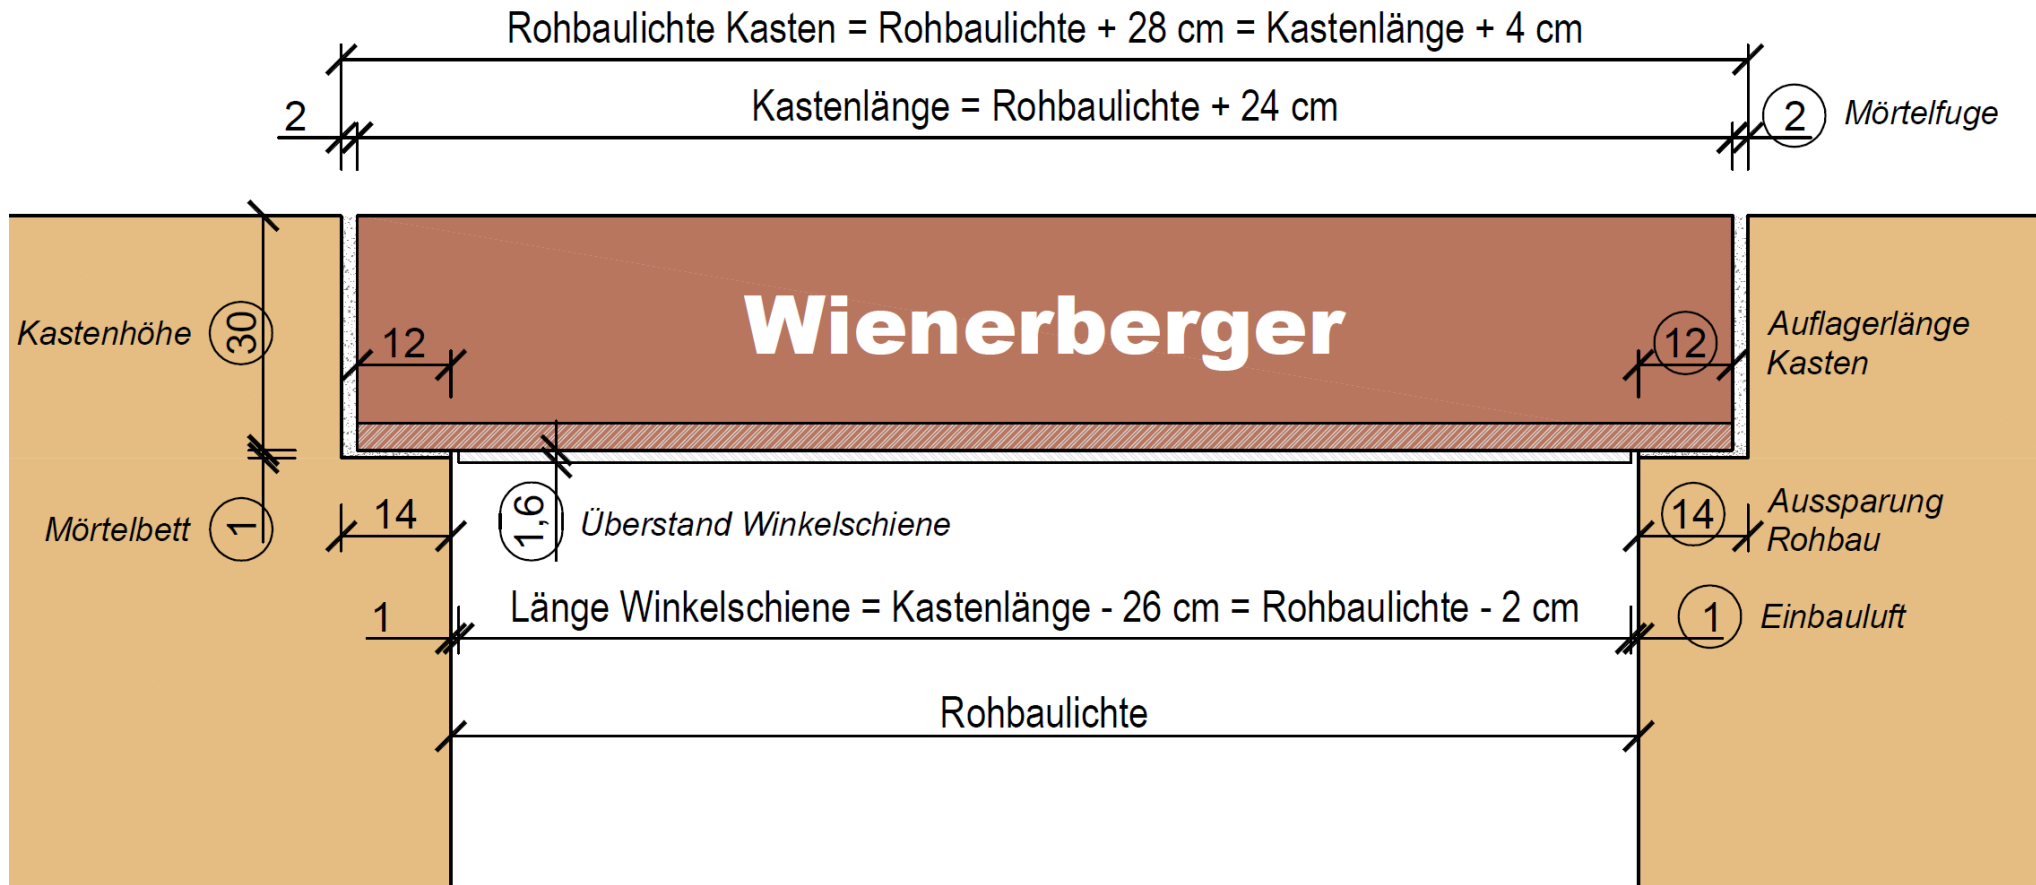 Rohbaulichte Kasten = Rohbaulichte + 28 cm = Kastenlänge + 4 cm
2
Kastenlänge = Rohbaulichte + 24 cm
2
Mörtelfuge
Kastenhöhe
30
12
Wienerberger
12
Auflagerlänge
Kasten
Mörtelbett
1
14
1,6
Überstand Winkelschiene
14
Aussparung
Rohbau
1
Länge Winkelschiene = Kastenlänge - 26 cm = Rohbaulichte - 2 cm
1
Einbauluft
Rohbaulichte